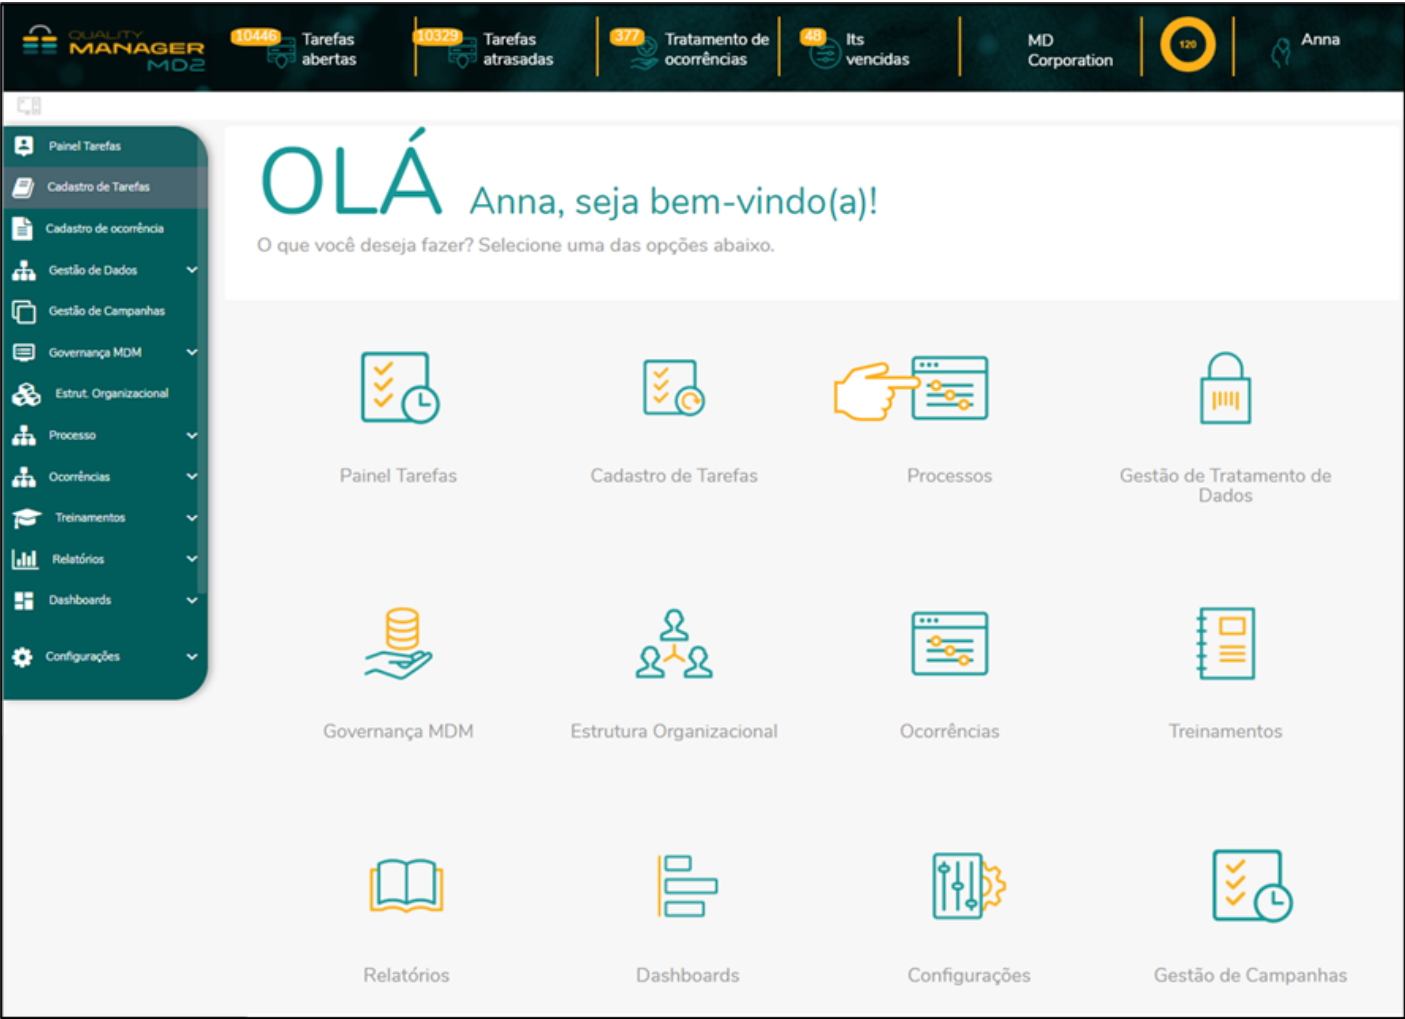 QUALITY
MANAGER
MD2
10446
Tarefas
abertas
10329
Tarefas
atrasadas
377
Tratamento de
ocorrências
48
Its
vencidas
MD
Corporation
120
Anna
Painel Tarefas
Cadastro de Tarefas
Cadastro de ocorrência
Gestão de Dados
Gestão de Campanhas
Governança MDM
Estrut. Organizacional
Processo
Ocorrências
Treinamentos
Relatórios
Dashboards
Configurações
OLÁ Anna, seja bem-vindo(a)!
O que você deseja fazer? Selecione uma das opções abaixo.
Painel Tarefas
Cadastro de Tarefas
Processos
Gestão de Tratamento de
Dados
Governança MDM
Estrutura Organizacional
Ocorrências
Treinamentos
Relatórios
Dashboards
Configurações
Gestão de Campanhas